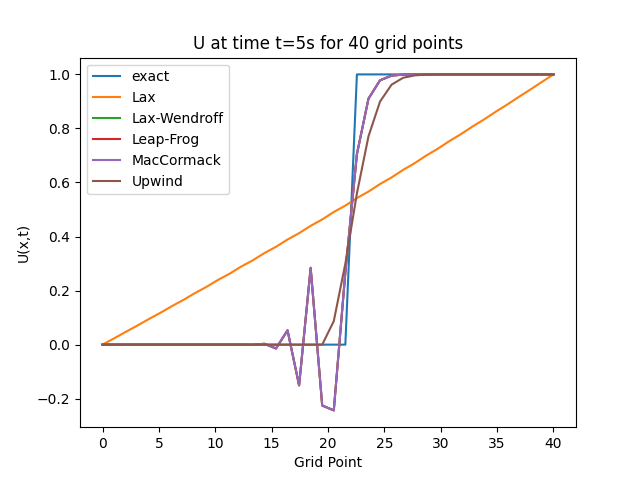 U at time t=5s for 40 grid points
1.0
0.8
0.6
0.4
0.2
0.0
−0.2
U(x,t)
exact
Lax
Lax-Wendroff
Leap-Frog
MacCormack
Upwind
0 5 10 15 20 25 30 35 40
Grid Point